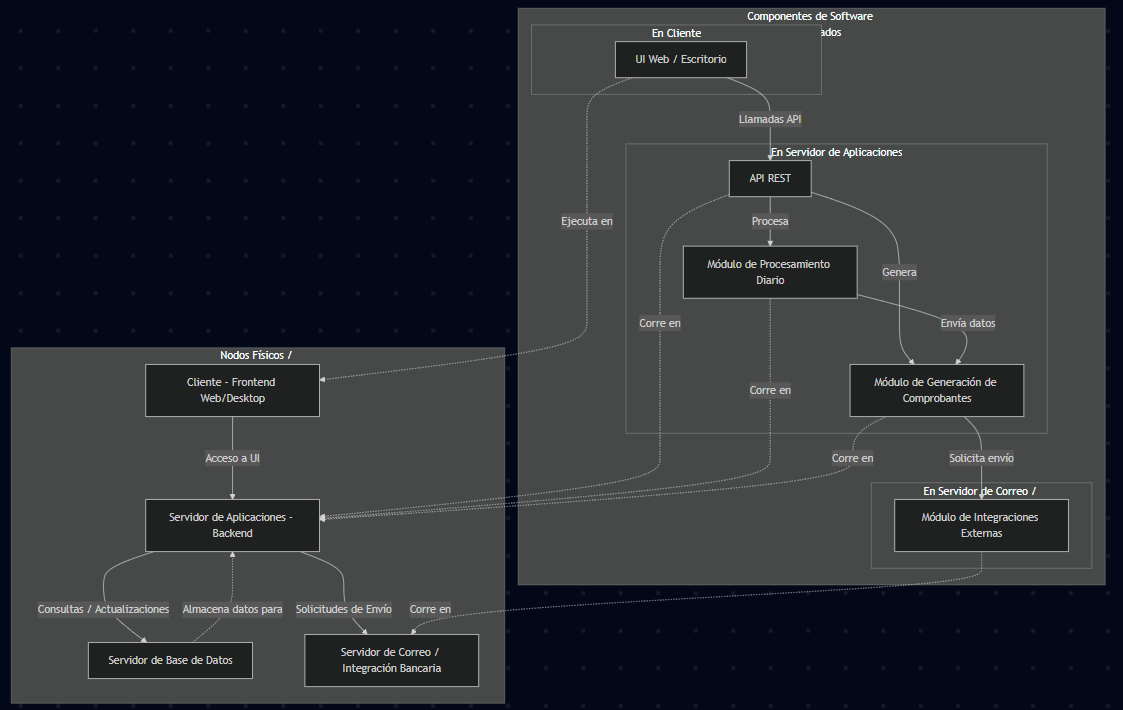 Componentes de Software
ados
En Cliente
UI Web / Escritorio
Llamadas API
En Servidor de Aplicaciones
API REST
Ejecuta en
Procesa
Módulo de Procesamiento
Diario
Genera
Corre en
Envía datos
Nodos Físicos /
Cliente - Frontend
Web/Desktop
Corre en
Módulo de Generación de
Comprobantes
Acceso a UI
Corre en
Solicita envío
En Servidor de Correo /
Servidor de Aplicaciones -
Backend
Módulo de Integraciones
Externas
Consultas / Actualizaciones
Almacena datos para
Solicitudes de Envío
Corre en
Servidor de Base de Datos
Servidor de Correo /
Integración Bancaria